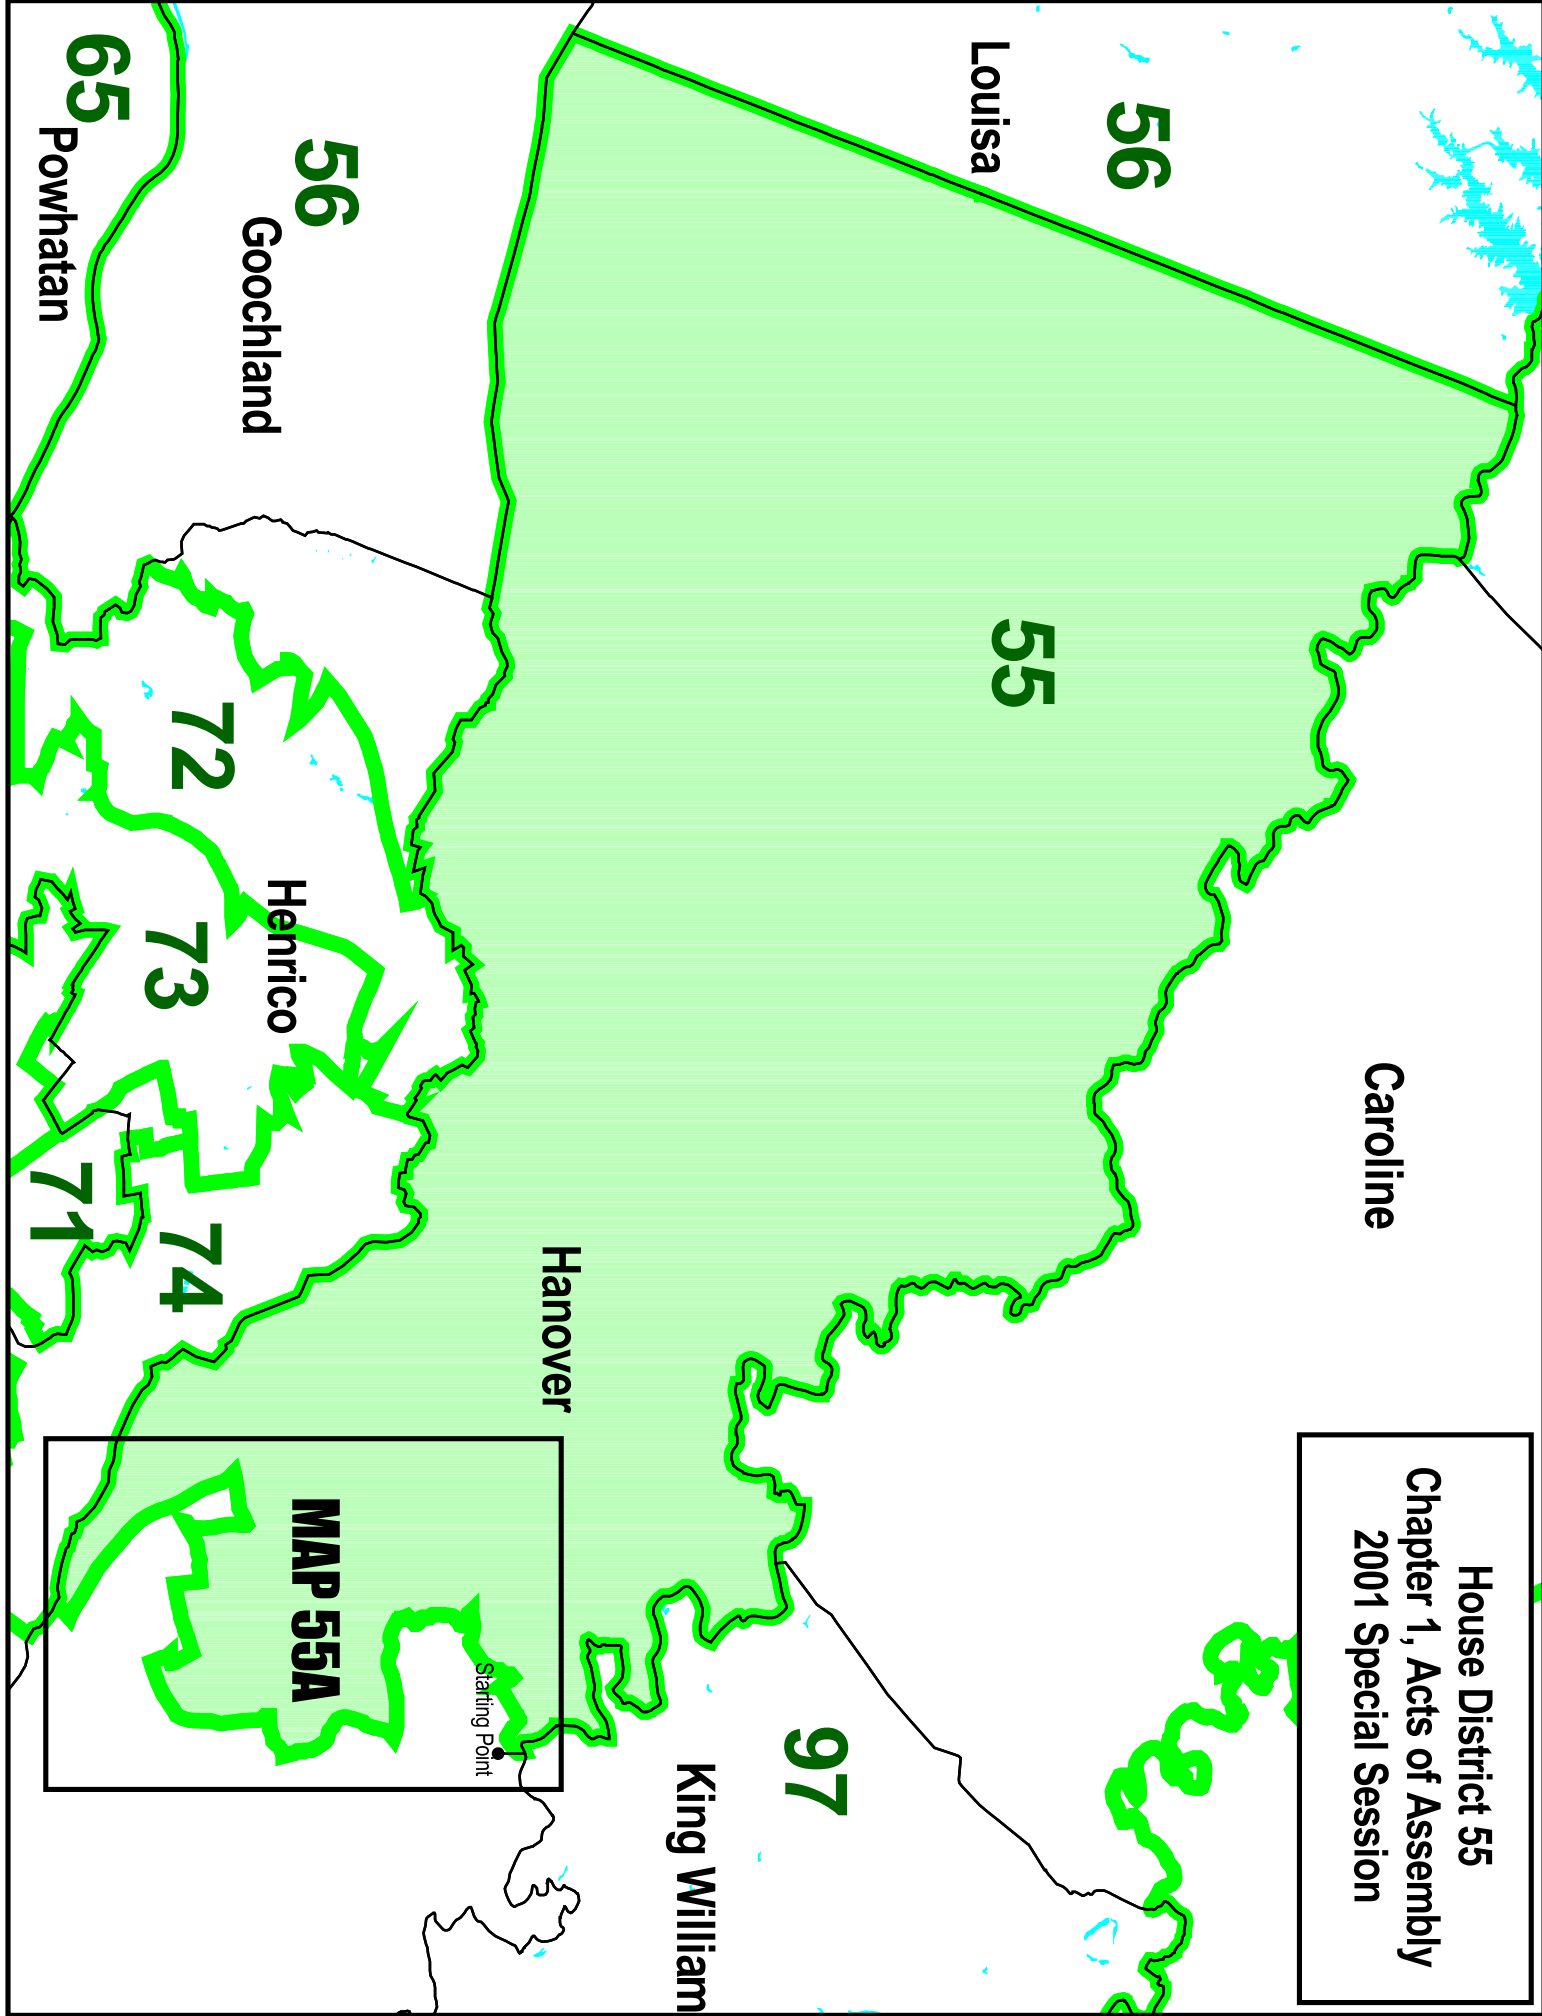 House District 55
Chapter 1, Acts of Assembly
2001 Special Session
56
Louisa
Caroline
55
97
King William
56
Goochland
Hanover
Starting Point
MAP 55A
Henrico
72
73
74
65
Powhatan
71